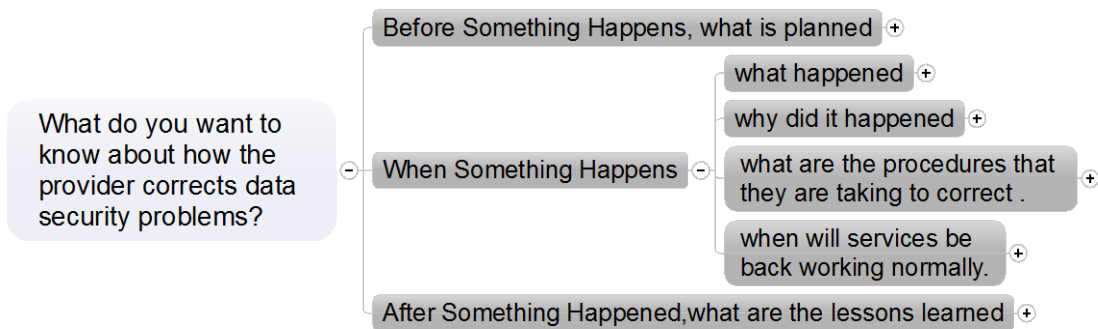 What do you want to
know about how the
provider corrects data
security problems?
Before Something Happens, what is planned
When Something Happens
what happened
why did it happened
what are the procedures that
they are taking to correct .
when will services be
back working normally.
After Something Happened,what are the lessons learned